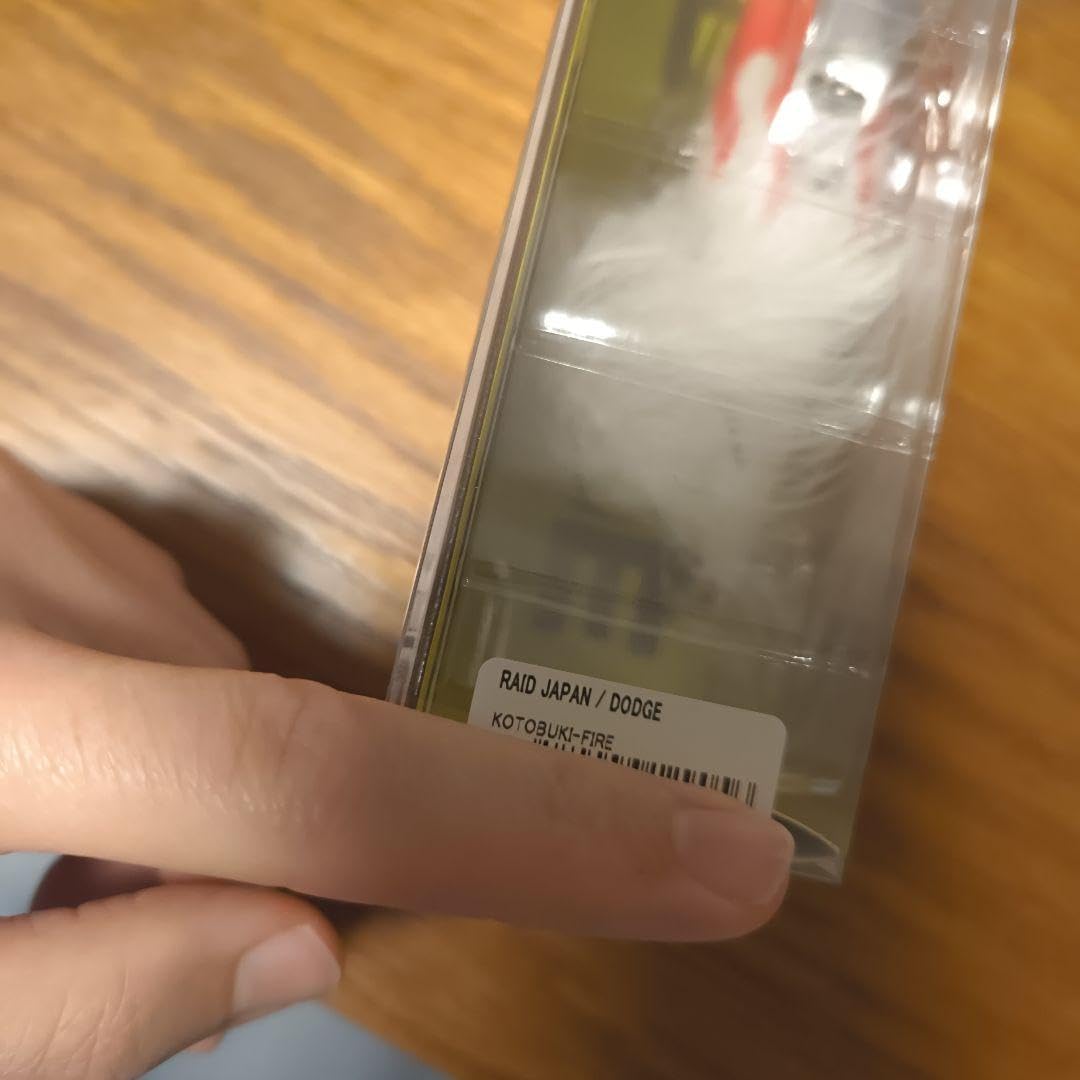 RAID JAPAN / DODGE
KOTOBUKI-FIRE